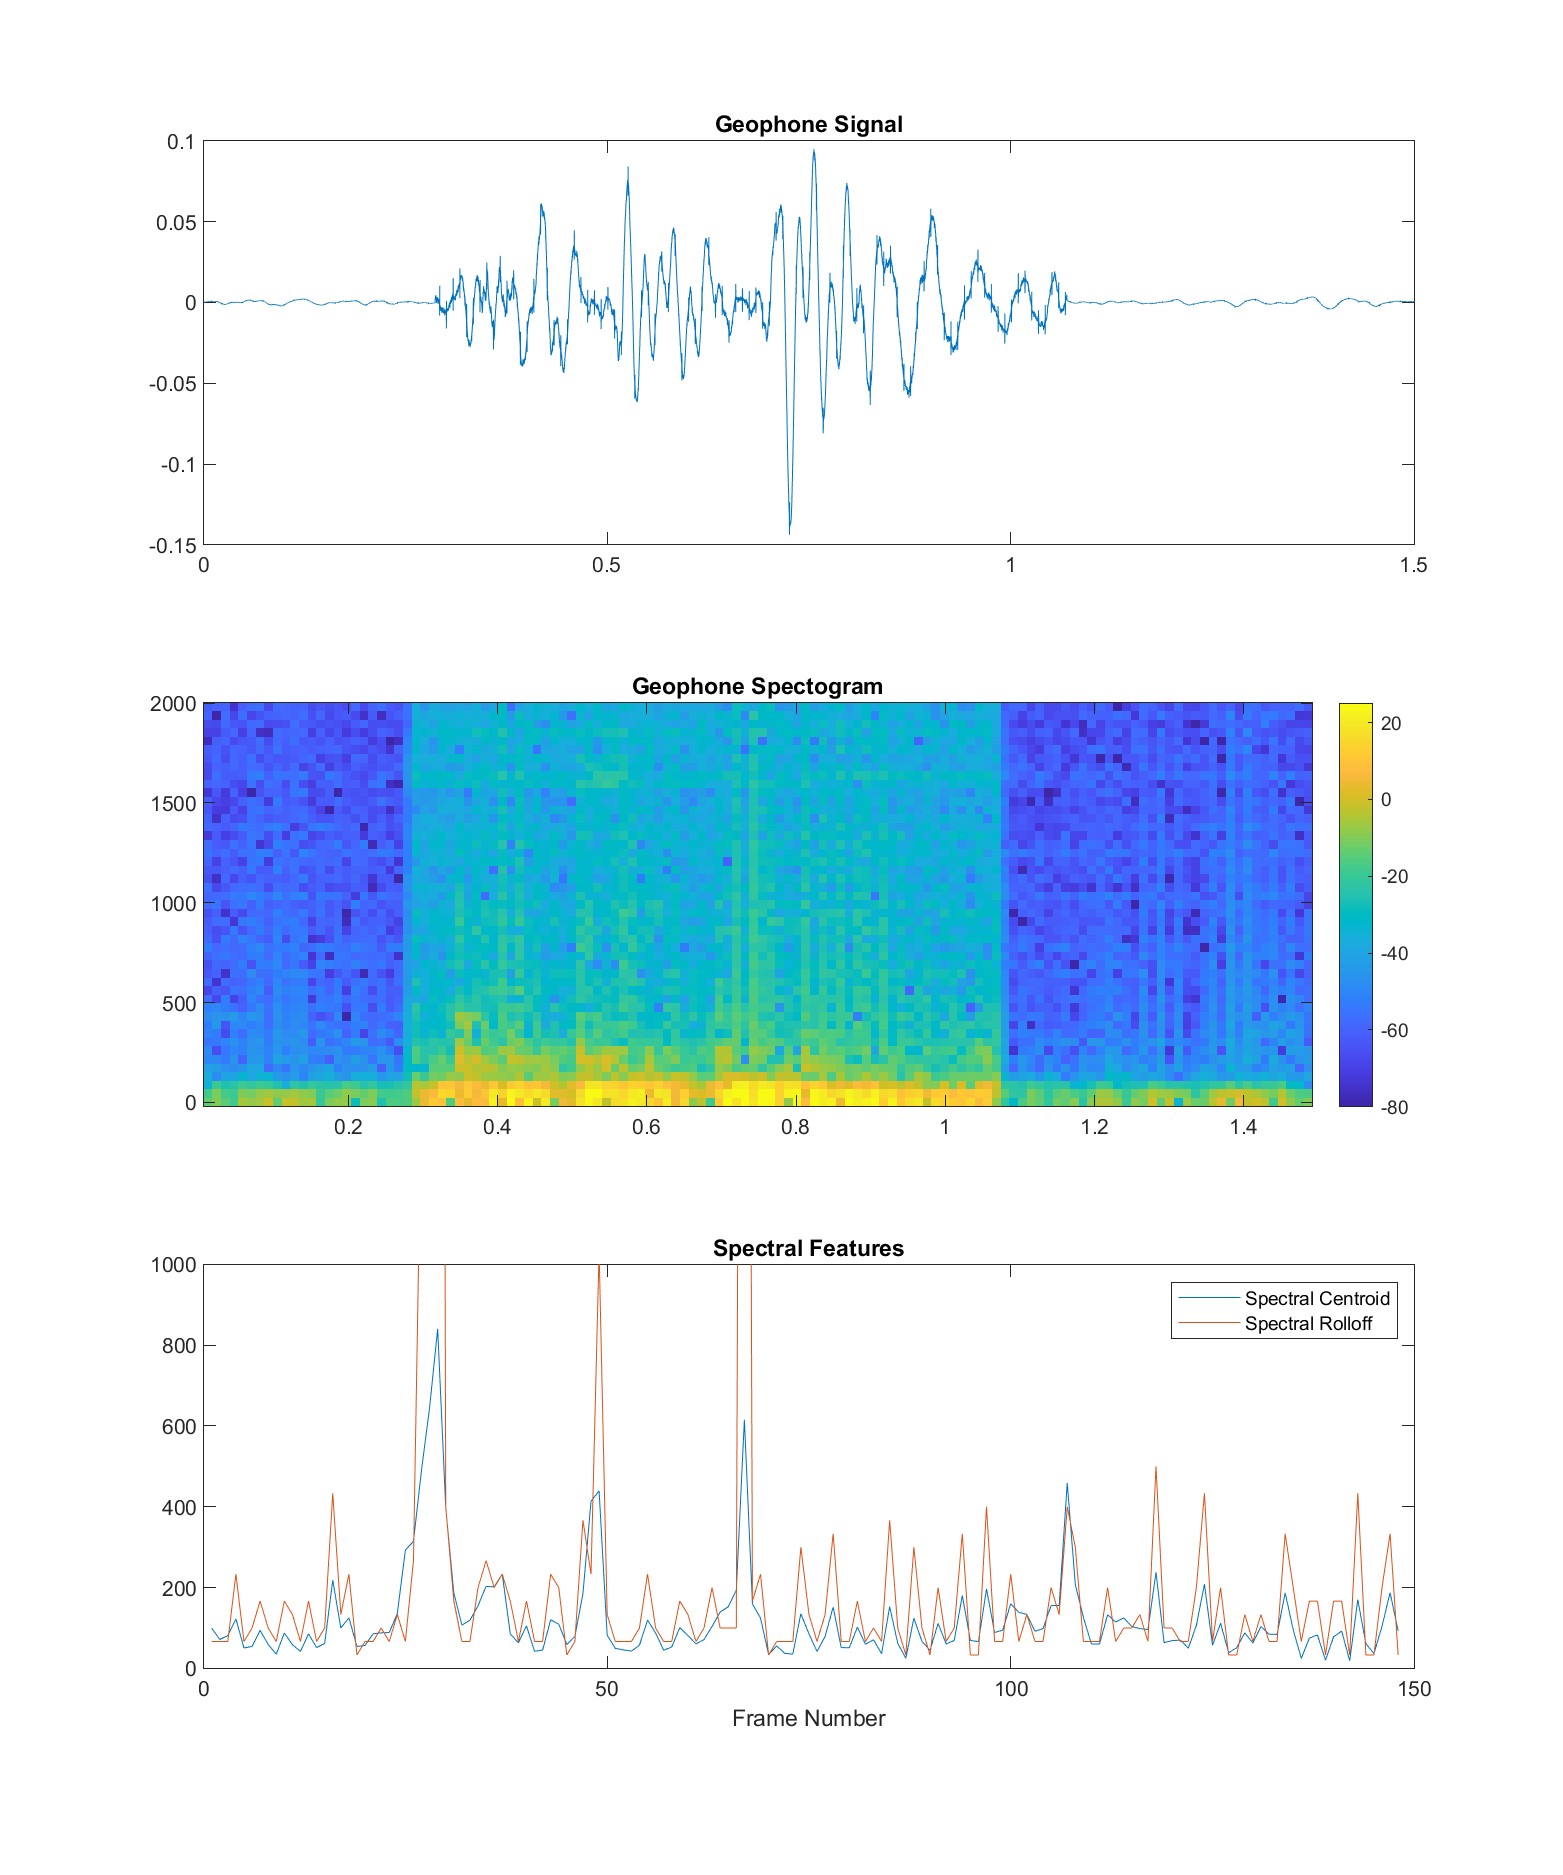 Geophone Signal
0.1
0.05
0
-0.05
-0.1
-0.15
0 0.5 1 1.5
Geophone Spectogram
2000
1500
1000
500
0
0.2 0.4 0.6 0.8 1 1.2 1.4
20
0
-20
-40
-60
-80
Spectral Features
1000
800
600
400
200
0
0 50 100 150
Spectral Centroid
Spectral Rolloff
Frame Number